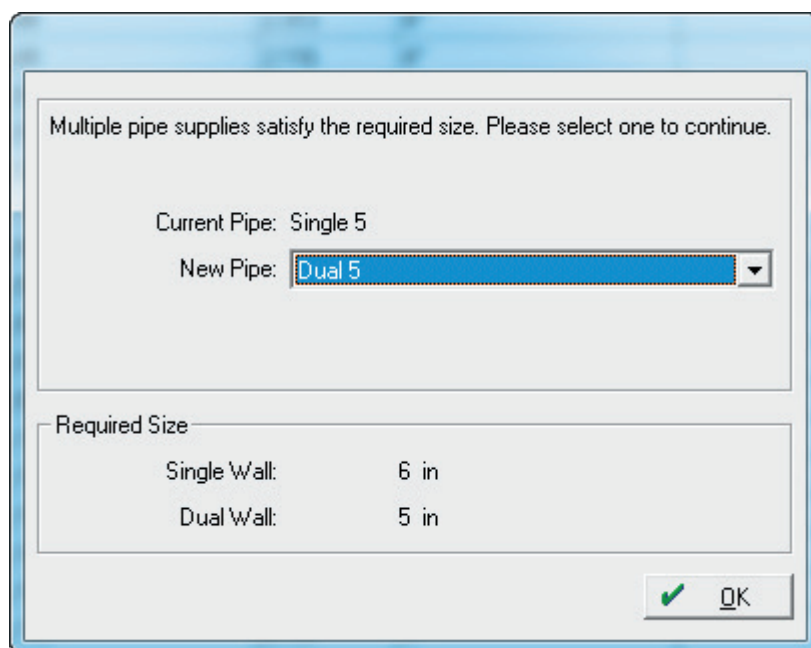 Multiple pipe supplies satisfy the required size. Please select one to continue.
Current Pipe: Single 5
New Pipe: Dual 5
Required Size
Single Wall: 6 in
Dual Wall: 5 in
OK